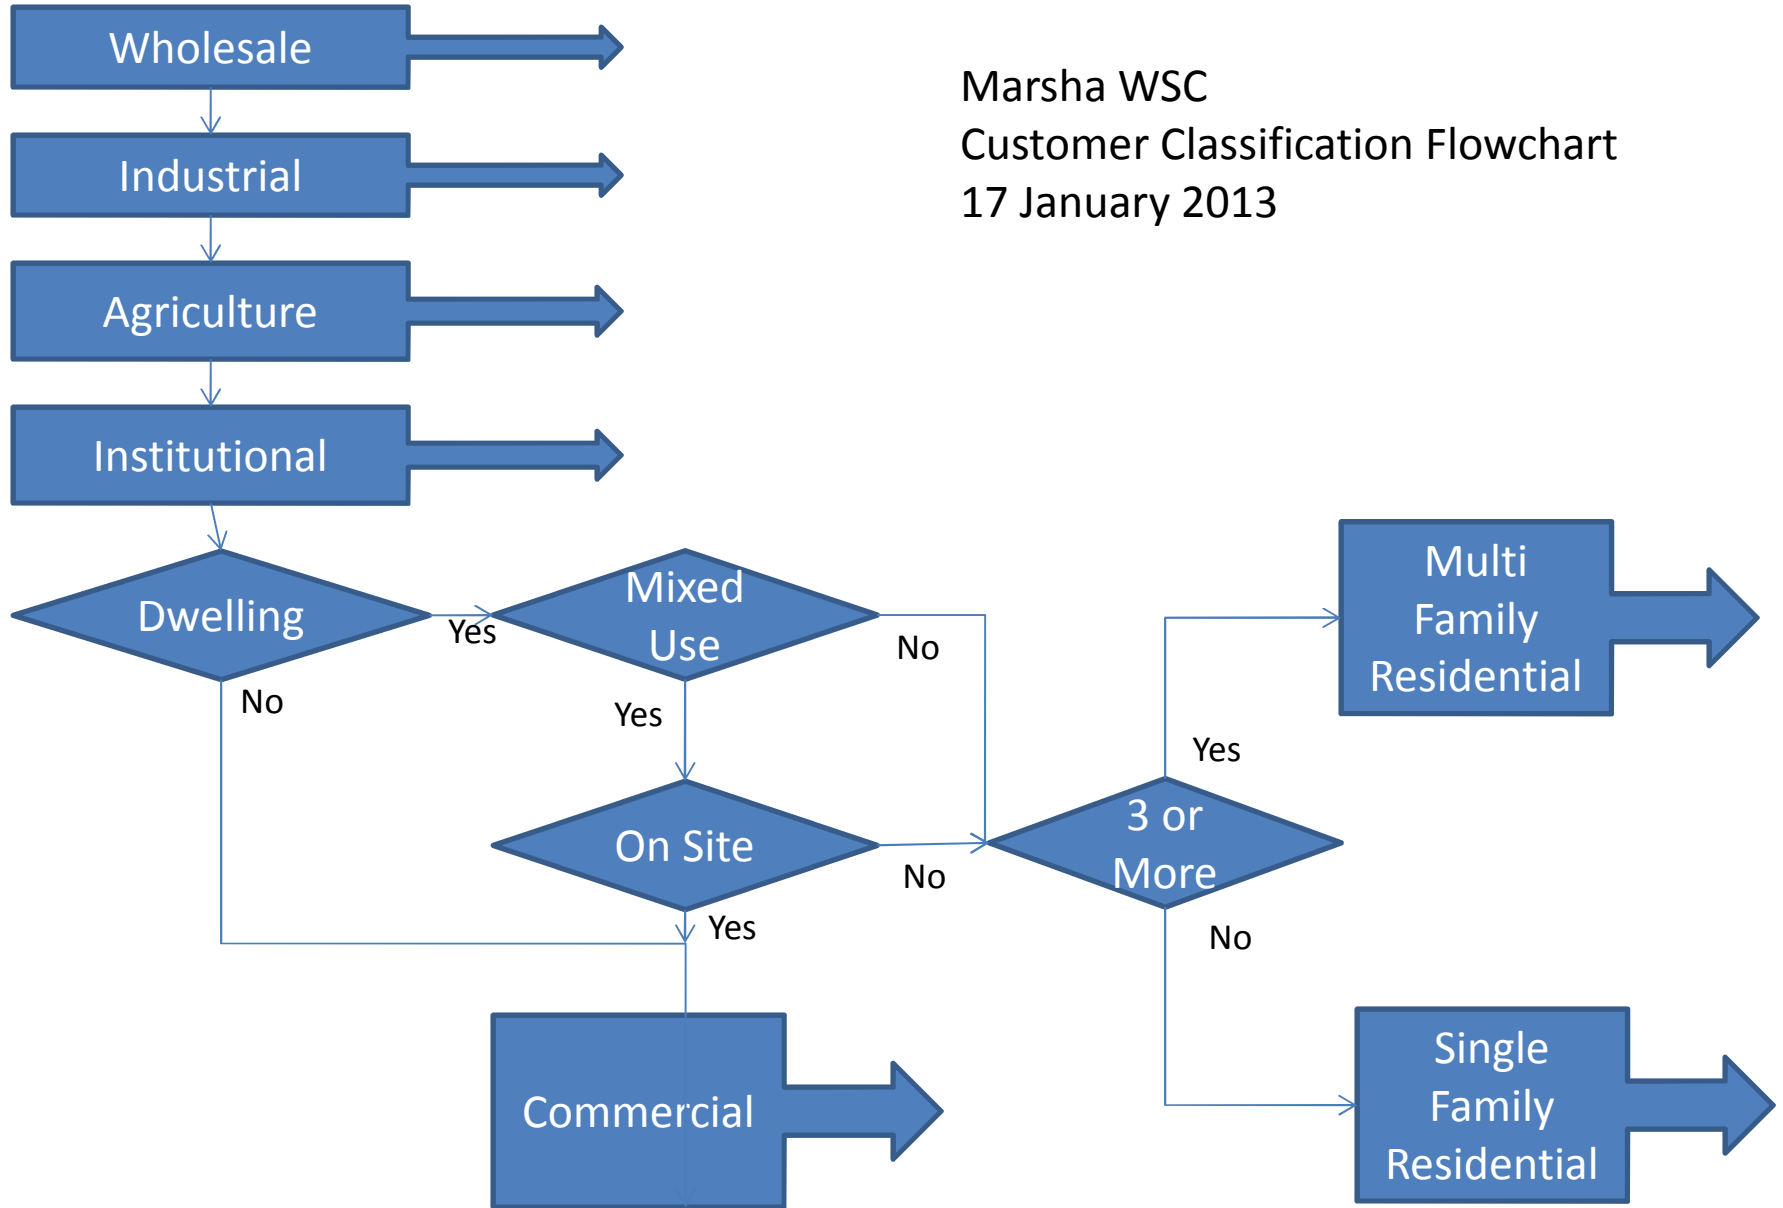 Wholesale
Marsha WSC
Customer Classification Flowchart
17 January 2013
Industrial
Agriculture
Institutional
Dwelling
Yes
No
Mixed
Use
No
Yes
On Site
No
Yes
3 or
More
Yes
No
Multi
Family
Residential
Commercial
Single
Family
Residential